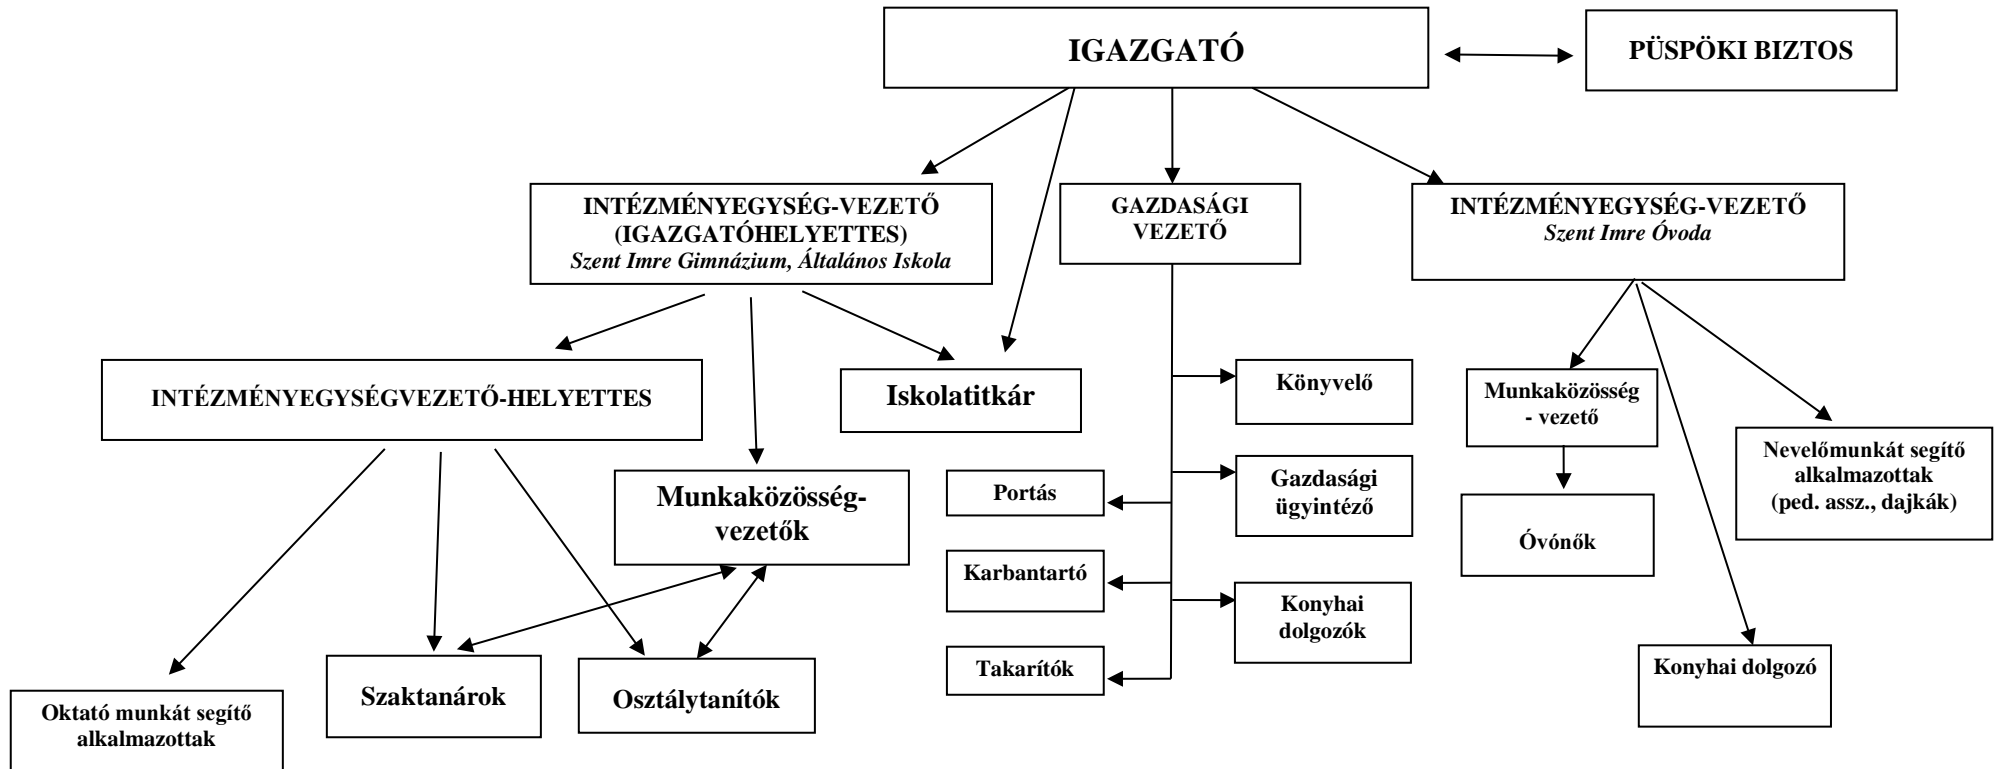 IGAZGATÓ
PÜSPÖKI BIZTOS
INTÉZMÉNYEGYSÉG-VEZETŐ
(IGAZGATÓHELYETTES)
Szent Imre Gimnázium, Általános Iskola
GAZDASÁGI
VEZETŐ
INTÉZMÉNYEGYSÉG-VEZETŐ
Szent Imre Óvoda
INTÉZMÉNYEGYSÉGVEZETŐ-HELYETTES
Iskolatitkár
Könyvelő
Munkaközösség
- vezető
Nevelőmunkát segítő
alkalmazottak
(ped. assz., dajkák)
Munkaközösség-
vezetők
Portás
Gazdasági
ügyintéző
Óvónők
Karbantartó
Konyhai
dolgozók
Takarítók
Konyhai dolgozó
Szaktanárok
Osztálytanítók
Oktató munkát segítő
alkalmazottak